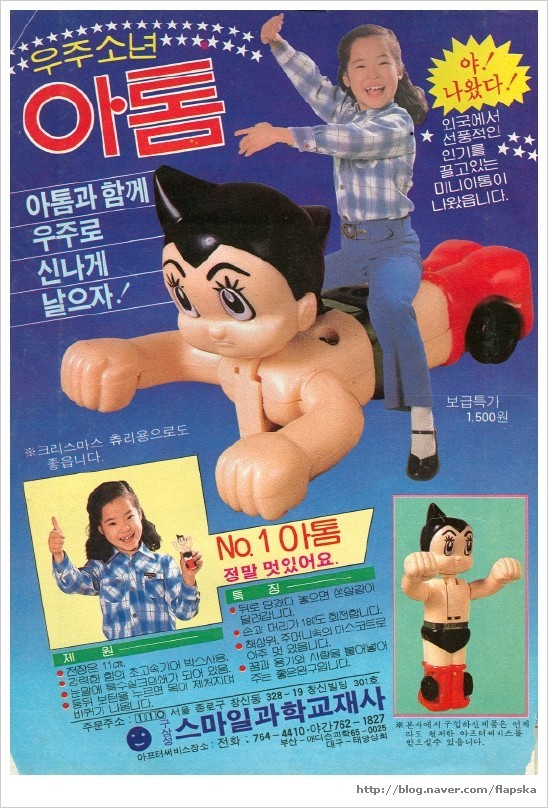 우주소년
아톰
야!
나왔다!
외국에서
선풍적인
인기를
끌고있는
미니아톰이
나왔읍니다.
아톰과 함께
우주로
신나게
날으자!
보급특가
1,500원
※크리스마스 츄리용으로도
좋읍니다.
No.1 아톰
정말 멋있어요.
특 징
● 뒤로 당겼다 놓으면 쏜살같이
달려갑니다.
● 손과 머리가 180도 회전합니다.
● 책상위, 주머니속의 마스코트로
아주 멋 있읍니다.
● 꿈과 용기와 사랑을 불어넣어
주는 좋은친구입니다.
제 원
● 전장은 11cm
● 강력한 힘의 초고속기어 박스사용.
● 눈알에 특수실크인쇄가 되어 있음.
● 등뒤 보턴을 누르면 목이 제쳐지며
바퀴가 나옵니다.
주문주소 : 110 서울 종로구 창신동 328-19 창신빌딩 301호
구삼성 스마일과학교재사
아프터써비스장소: 전화 : 764-4410·야간762-1827
부산-애디슨과학65-0025
대구-태양상회
※ 본사에서 구입하신제품은 언제
라도 철저한 아프터써비스를
받으실수 있읍니다.
http://blog.naver.com/flapska